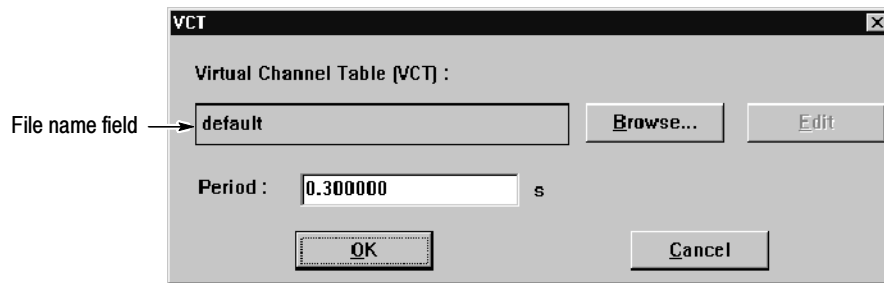 VCT
Virtual Channel Table (VCT) :
File name field
default
Browse...
Edit
Period :
0.300000
s
OK
Cancel